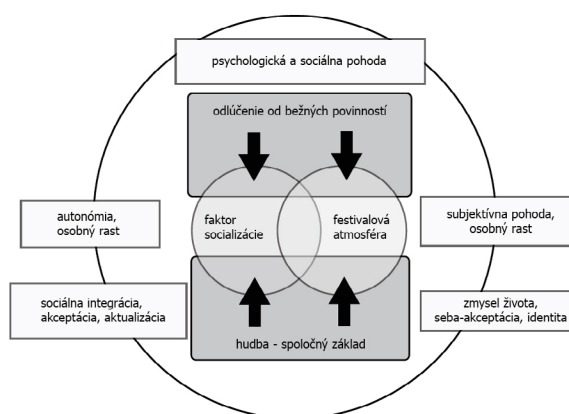 psychologická a sociálna pohoda
odlúčenie od bežných povinností
faktor
socializácie
festivalová
atmosféra
autonómia,
osobný rast
subjektívna pohoda,
osobný rast
sociálna integrácia,
akceptácia, aktualizácia
zmysel života,
seba-akceptácia, identita
hudba - spoločný základ